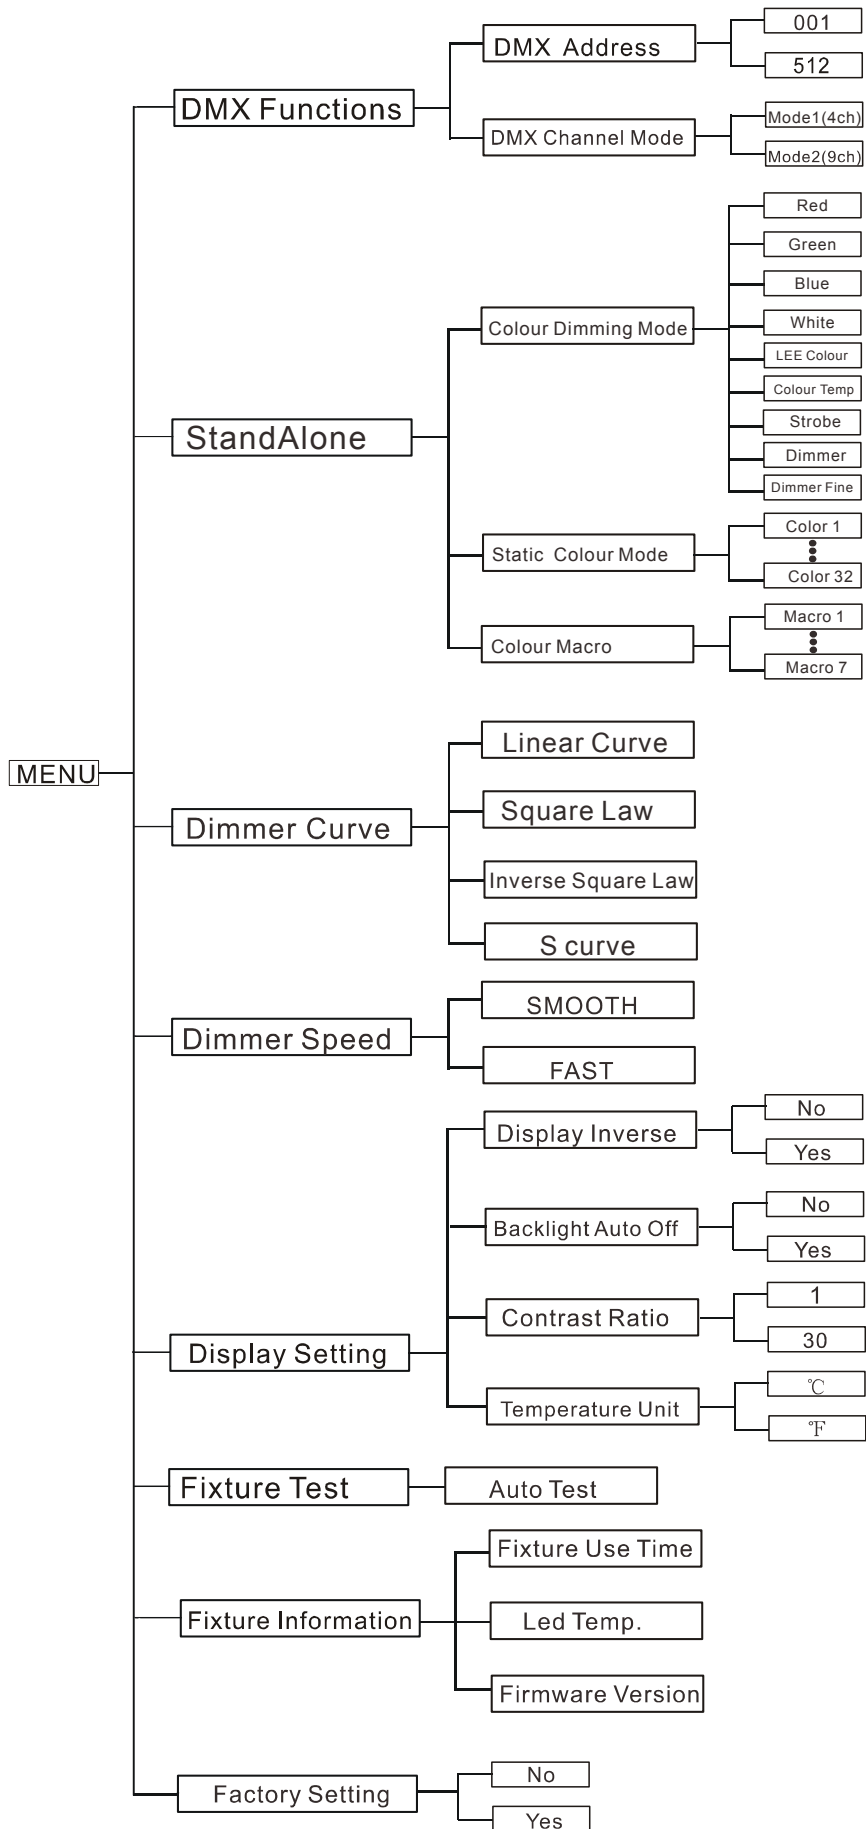 MENU
DMX Functions
DMX Address
001
512
DMX Channel Mode
Mode1(4ch)
Mode2(9ch)
StandAlone
Colour Dimming Mode
Red
Green
Blue
White
LEE Colour
Colour Temp
Strobe
Dimmer
Dimmer Fine
Static Colour Mode
Color 1
Color 32
Colour Macro
Macro 1
Macro 7
Dimmer Curve
Linear Curve
Square Law
Inverse Square Law
S curve
Dimmer Speed
SMOOTH
FAST
Display Setting
Display Inverse
No
Yes
Backlight Auto Off
No
Yes
Contrast Ratio
1
30
Temperature Unit
℃
℉
Fixture Test
Auto Test
Fixture Information
Fixture Use Time
Led Temp.
Firmware Version
Factory Setting
No
Yes